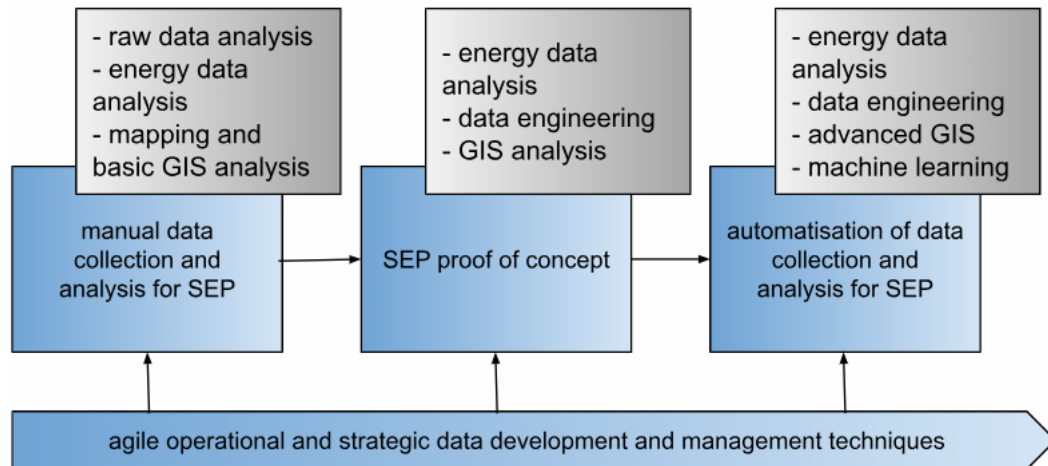 - raw data analysis
- energy data
analysis
- mapping and
basic GIS analysis
manual data
collection and
analysis for SEP
- energy data
analysis
- data engineering
- GIS analysis
SEP proof of concept
- energy data
analysis
- data engineering
- advanced GIS
- machine learning
automatisation of data
collection and
analysis for SEP
agile operational and strategic data development and management techniques